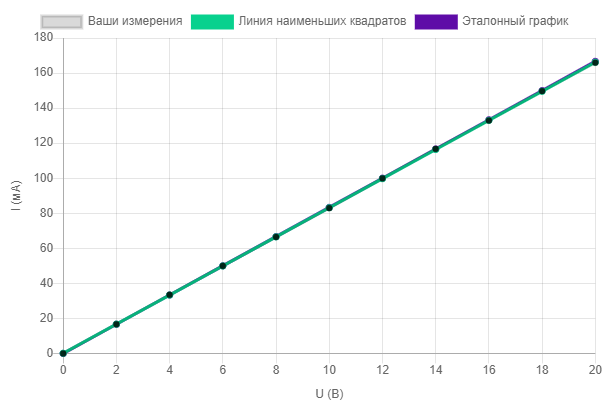 Ваши измерения Линия наименьших квадратов Эталонный график
180
160
140
120
100
80
60
40
20
0
I (мА)
0 2 4 6 8 10 12 14 16 18 20
U (В)